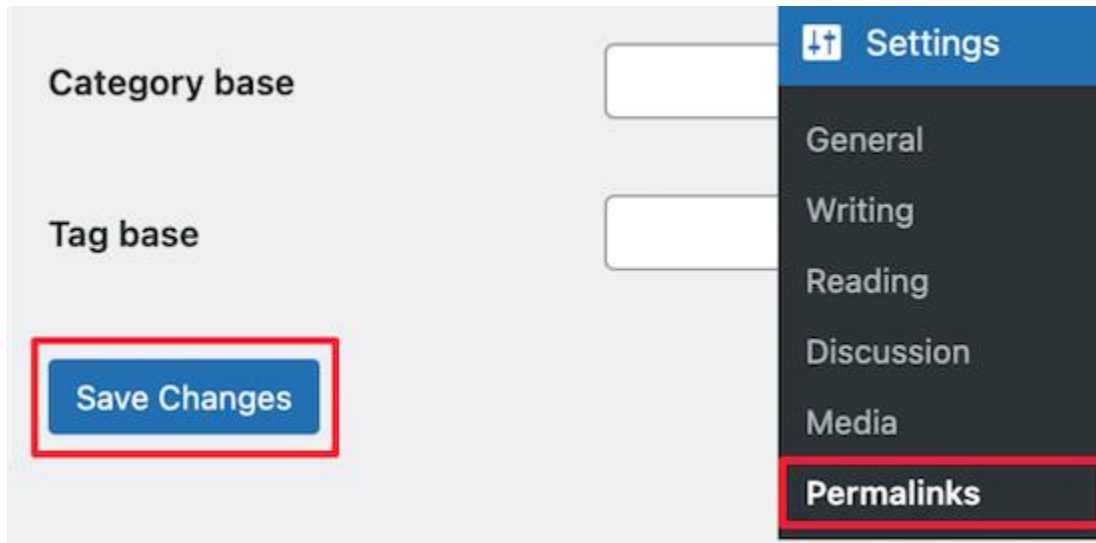 Category base
Tag base
Save Changes
Settings
General
Writing
Reading
Discussion
Media
Permalinks